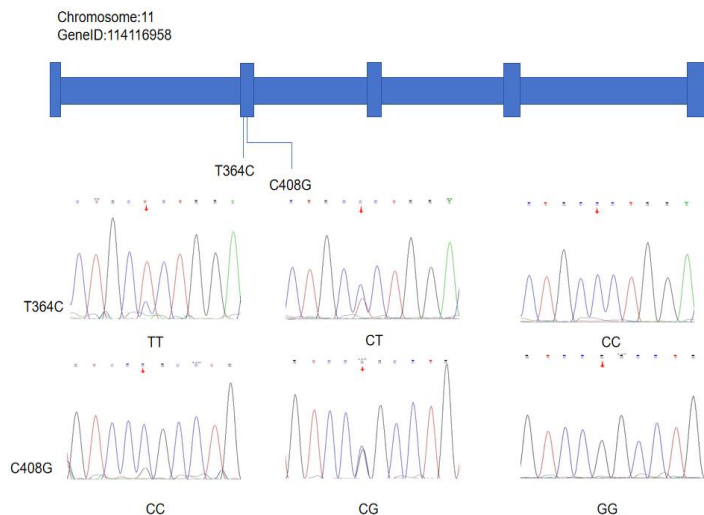 Chromosome:11
GeneID:114116958
T364C
C408G
T364C
TT
CT
CC
C408G
CC
CG
GG